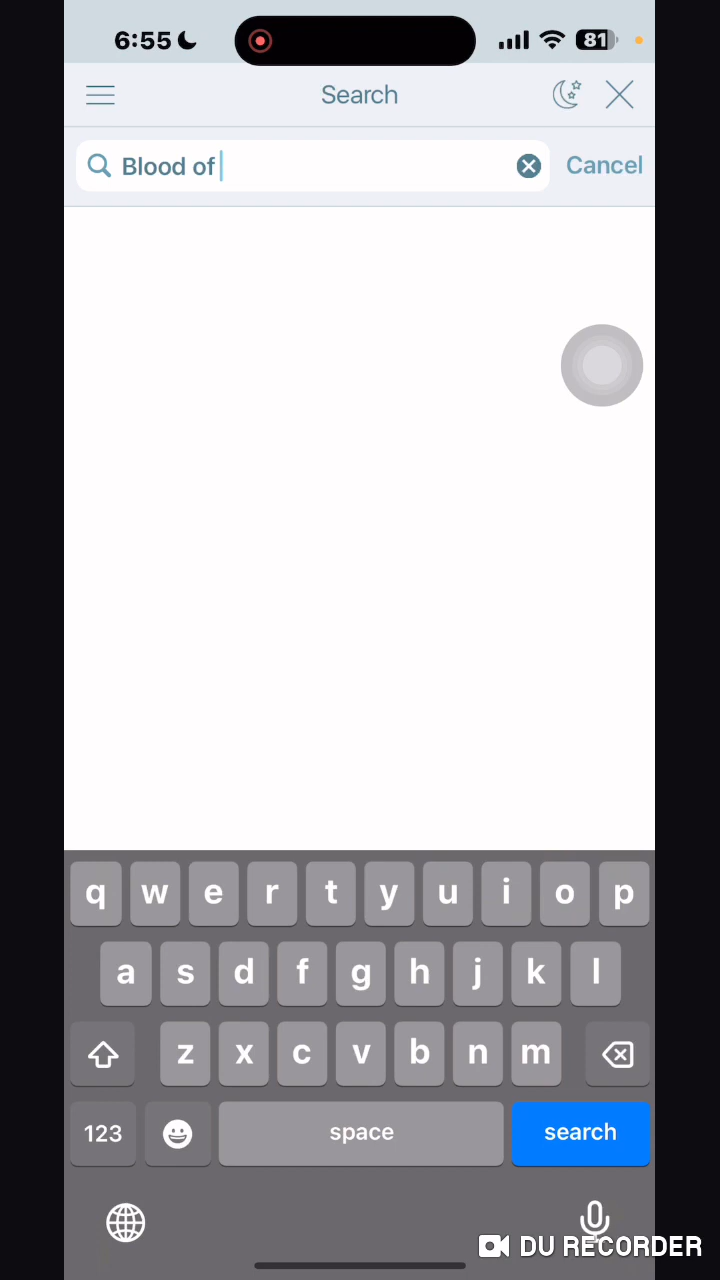 6:55
81
Search
Blood of
Cancel
q w e r t y u i o p
a s d f g h j k l
z x c v b n m
123 space search
DU RECORDER